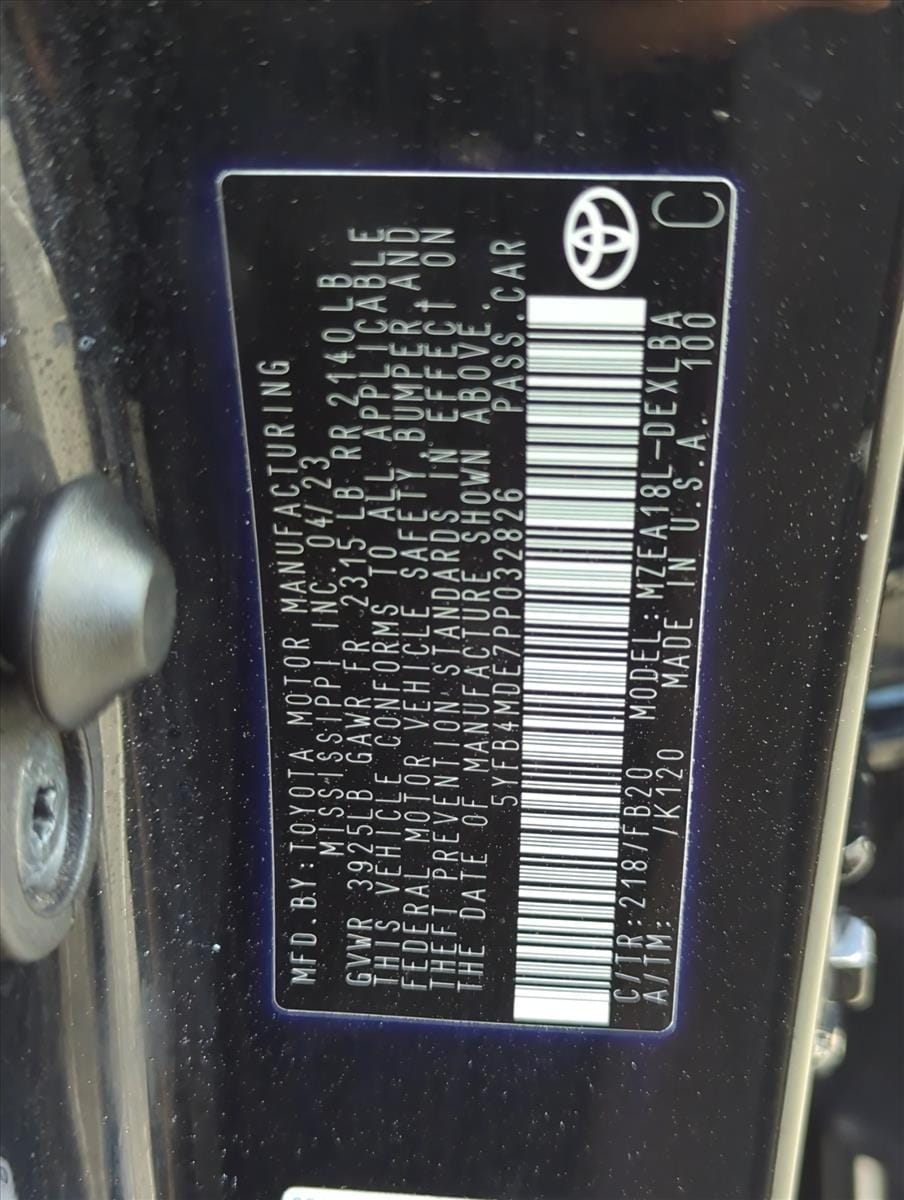 MFD.BY:TOYOTA MOTOR MANUFACTURING
MISSISSIPPI INC. 04/23
GVWR 3925LB GAWR FR 2315 LB RR 2140 LB
THIS VEHICLE CONFORMS TO ALL APPLICABLE
FEDERAL MOTOR VEHICLE SAFETY, BUMPER, AND
THEFT PREVENTION STANDARDS IN EFFECT ON
THE DATE OF MANUFACTURE SHOWN ABOVE.
5YFB4MDE7PP032826 PASS.CAR
C/TR:218/FB20 MODEL:MZEA18L-DEXLBA
A/TM: /K120 MADE IN U.S.A. 100
C